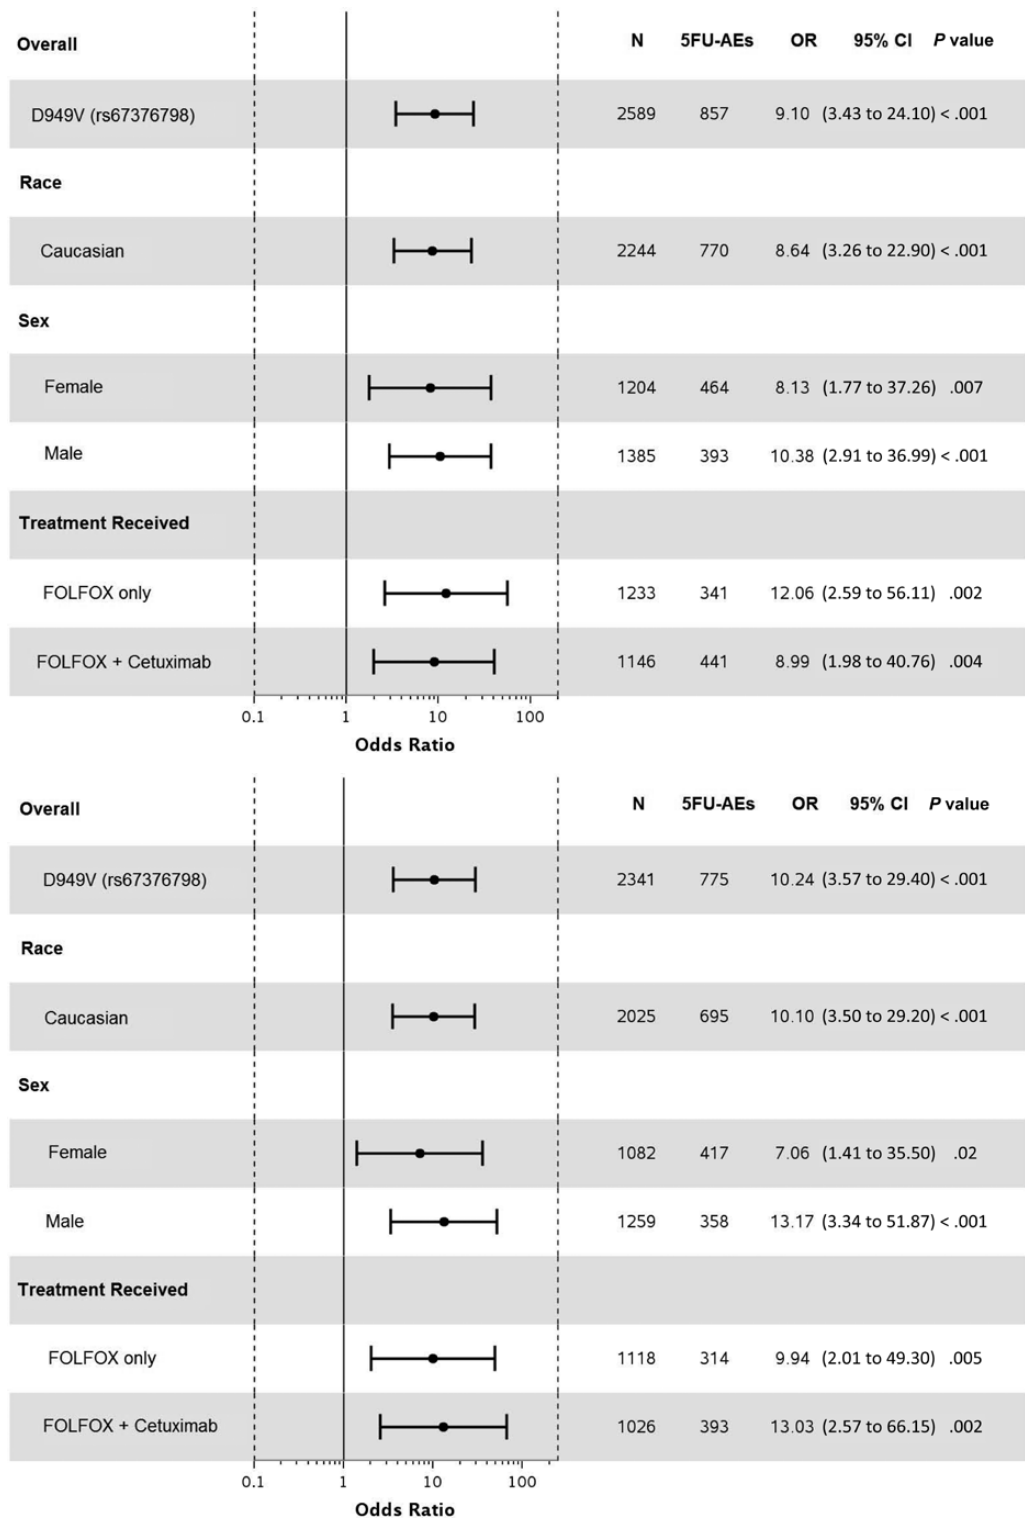 Overall N 5FU-AEs OR 95% CI P value
D949V (rs67376798) 2589 857 9.10 (3.43 to 24.10) < .001
Race
Caucasian 2244 770 8.64 (3.26 to 22.90) < .001
Sex
Female 1204 464 8.13 (1.77 to 37.26) .007
Male 1385 393 10.38 (2.91 to 36.99) < .001
Treatment Received
FOLFOX only 1233 341 12.06 (2.59 to 56.11) .002
FOLFOX + Cetuximab 1146 441 8.99 (1.98 to 40.76) .004
0.1 1 10 100
Odds Ratio
Overall N 5FU-AEs OR 95% CI P value
D949V (rs67376798) 2341 775 10.24 (3.57 to 29.40) < .001
Race
Caucasian 2025 695 10.10 (3.50 to 29.20) < .001
Sex
Female 1082 417 7.06 (1.41 to 35.50) .02
Male 1259 358 13.17 (3.34 to 51.87) < .001
Treatment Received
FOLFOX only 1118 314 9.94 (2.01 to 49.30) .005
FOLFOX + Cetuximab 1026 393 13.03 (2.57 to 66.15) .002
0.1 1 10 100
Odds Ratio